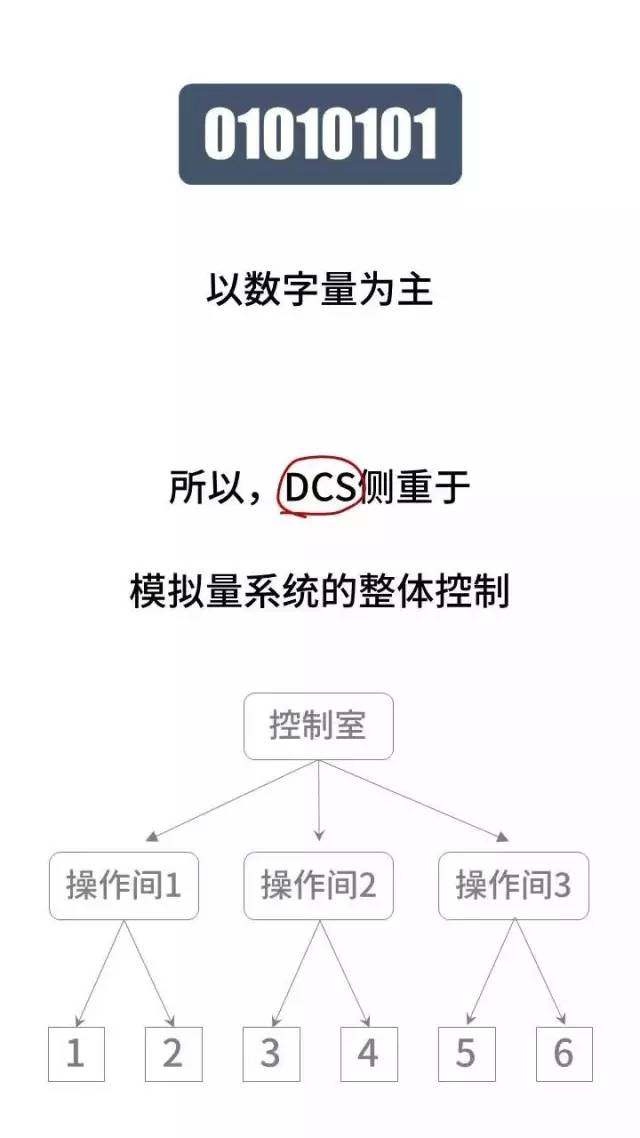 01010101
以数字量为主
所以，DCS侧重于
模拟量系统的整体控制
控制室
操作间1 操作间2 操作间3
1 2 3 4 5 6